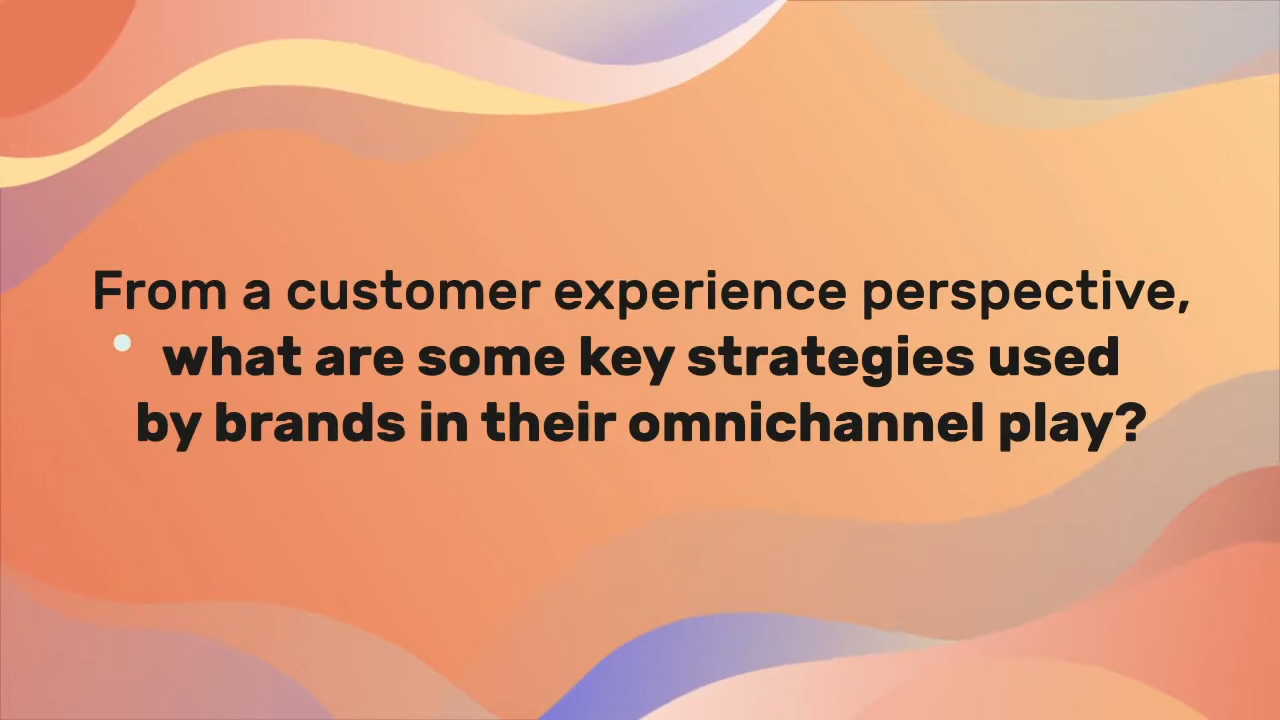 From a customer experience perspective,
what are some key strategies used
by brands in their omnichannel play?